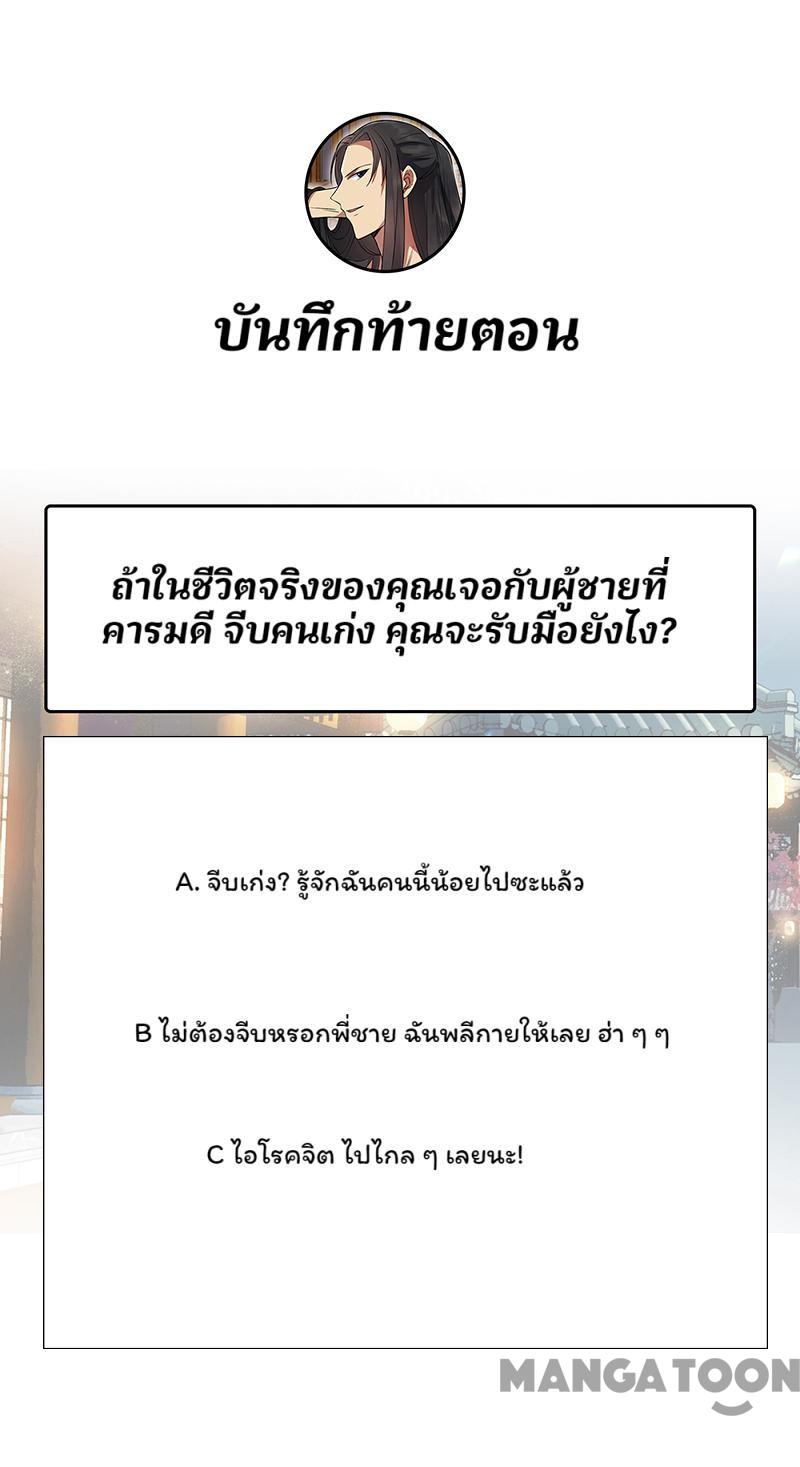 บันทึกท้ายตอน
ถ้าในชีวิตจริงของคุณเจอกับผู้ชายที่
คารมดี จีบคนเก่ง คุณจะรับมือยังไง?
A. จีบเก่ง? รู้จักฉันคนนี้น้อยไปซะแล้ว
B ไม่ต้องจีบหรอกพี่ชาย ฉันพลีกายให้เลย ฮ่า ๆ ๆ
C ไอโรคจิต ไปไกล ๆ เลยนะ!
MANGATOON